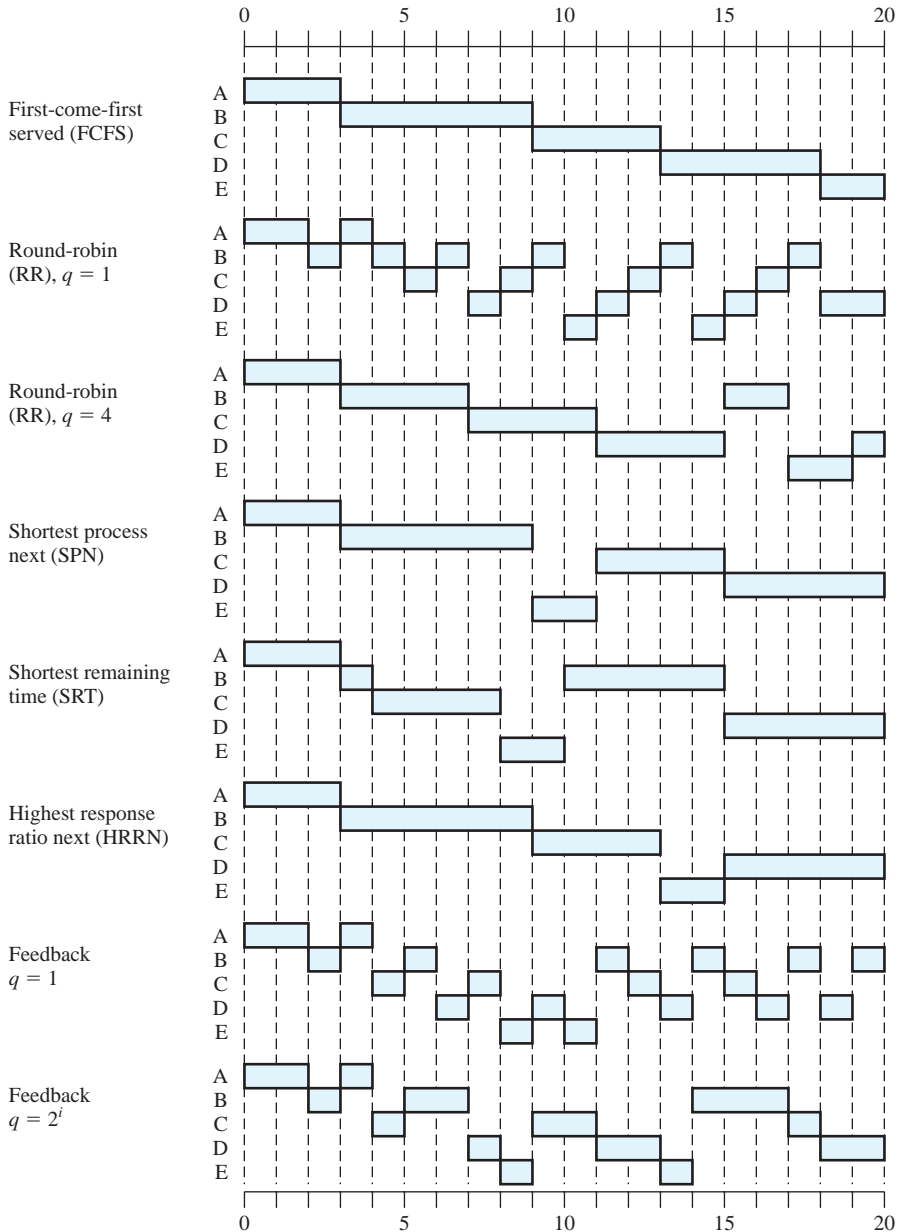 0 5 10 15 20
First-come-first
served (FCFS)
A
B
C
D
E
Round-robin
(RR), q = 1
A
B
C
D
E
Round-robin
(RR), q = 4
A
B
C
D
E
Shortest process
next (SPN)
A
B
C
D
E
Shortest remaining
time (SRT)
A
B
C
D
E
Highest response
ratio next (HRRN)
A
B
C
D
E
Feedback
q = 1
A
B
C
D
E
Feedback
q = 2^i
A
B
C
D
E
0 5 10 15 20